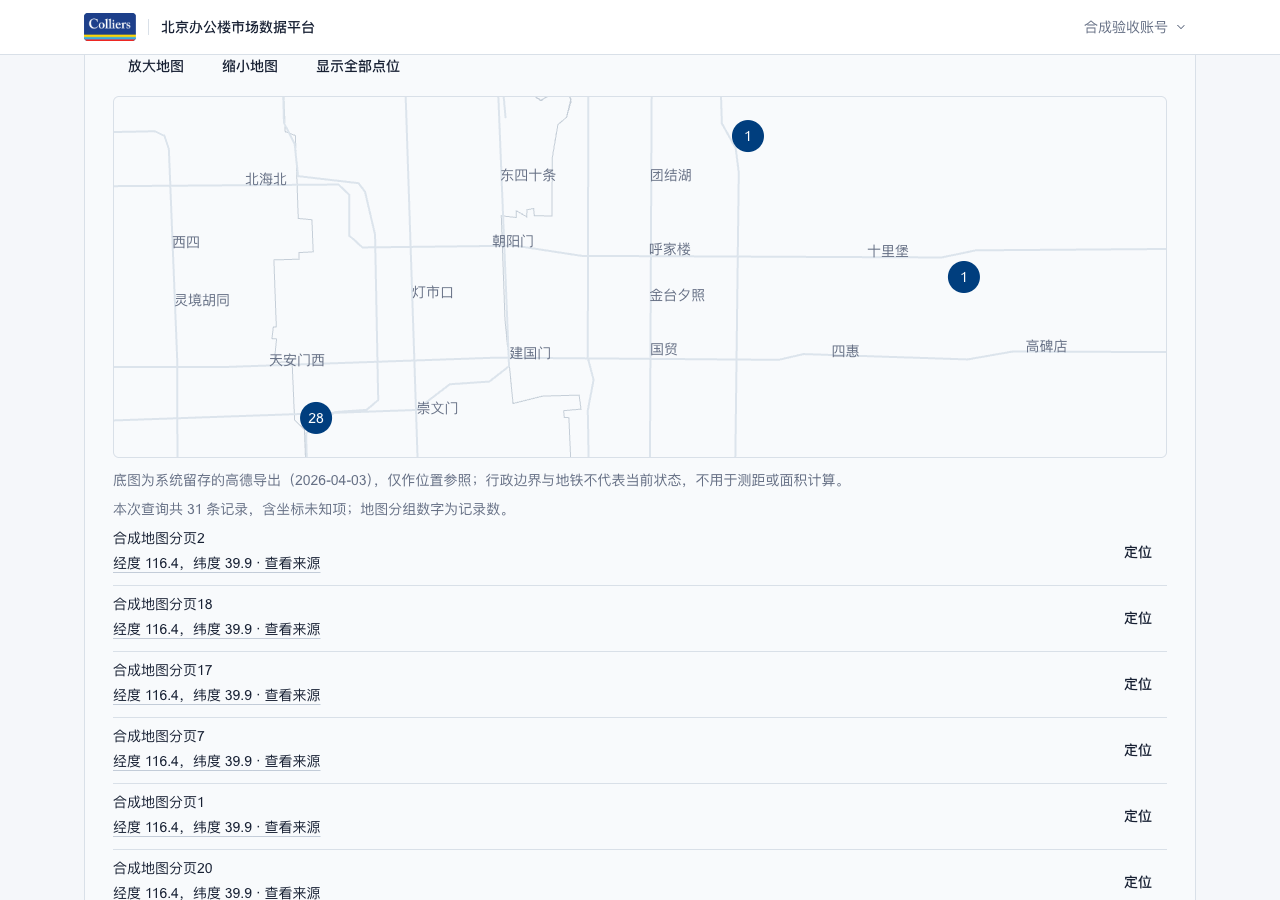 Colliers
北京办公楼市场数据平台
合成验收账号
放大地图 缩小地图 显示全部点位
1
北海北
东四十条
团结湖
西四
朝阳门
呼家楼
十里堡
1
灵境胡同
灯市口
金台夕照
天安门西
建国门
国贸
四惠
高碑店
崇文门
28
底图为系统留存的高德导出（2026-04-03），仅作位置参照；行政边界与地铁不代表当前状态，不用于测距或面积计算。
本次查询共 31 条记录，含坐标未知项；地图分组数字为记录数。
合成地图分页2
经度 116.4，纬度 39.9 · 查看来源
定位
合成地图分页18
经度 116.4，纬度 39.9 · 查看来源
定位
合成地图分页17
经度 116.4，纬度 39.9 · 查看来源
定位
合成地图分页7
经度 116.4，纬度 39.9 · 查看来源
定位
合成地图分页1
经度 116.4，纬度 39.9 · 查看来源
定位
合成地图分页20
经度 116.4，纬度 39.9 · 查看来源
定位